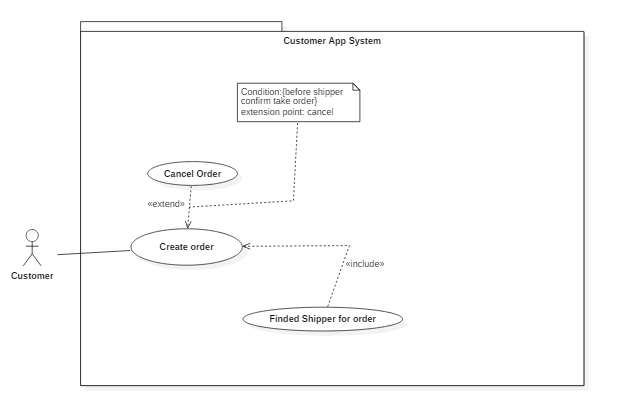 Customer App System
Condition:{before shipper
confirm take order}
extension point: cancel
Cancel Order
«extend»
Create order
«include»
Customer
Finded Shipper for order